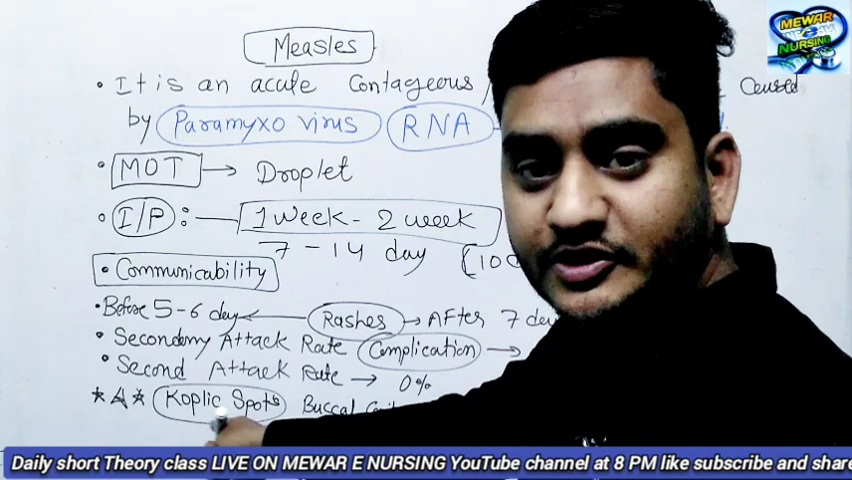 Measles
MEWAR
E
NURSING
• It is an acute Contageous / Caused
by Paramyxo virus RNA
• MOT → Droplet
• I/P : 1 week - 2 week
7 - 14 day [10
• Communicability
• Before 5-6 day ← Rashes → After 7 day
• Secondary Attack Rate Complication →
• Second Attack Rate → 0%
Koplic Spots Buccal
Daily short Theory class LIVE ON MEWAR E NURSING YouTube channel at 8 PM like subscribe and share